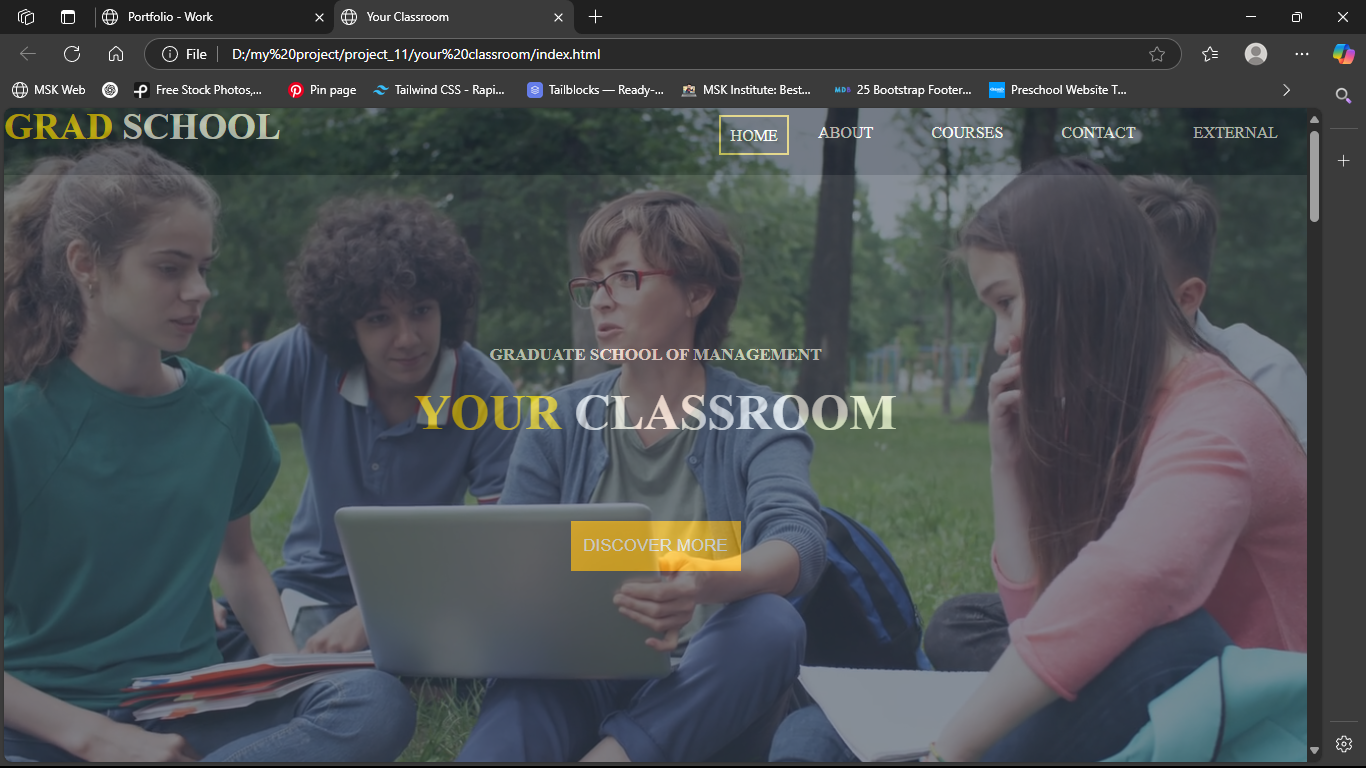 Portfolio - Work
Your Classroom
File
D:/my%20project/project_11/your%20classroom/index.html
MSK Web
Free Stock Photos,...
Pin page
Tailwind CSS - Rapi...
Tailblocks — Ready-...
MSK Institute: Best...
MDB
25 Bootstrap Footer...
Preschool Website T...
GRAD SCHOOL
HOME
ABOUT
COURSES
CONTACT
EXTERNAL
GRADUATE SCHOOL OF MANAGEMENT
YOUR CLASSROOM
DISCOVER MORE